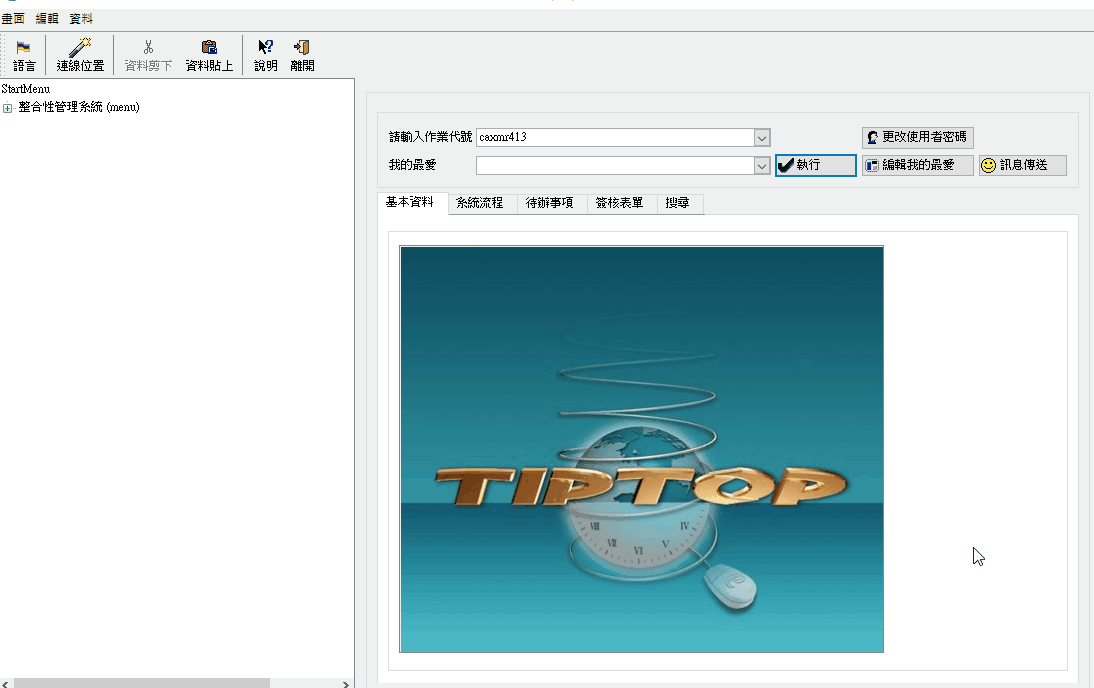 畫面 編輯 資料
語言 連線位置 資料剪下 資料貼上 說明 離開
StartMenu
整合性管理系統 (menu)
請輸入作業代號 caxmr413 更改使用者密碼
我的最愛 執行 編輯我的最愛 訊息傳送
基本資料 系統流程 待辦事項 簽核表單 搜尋
TIPTOP
VIII IV
VII VI V